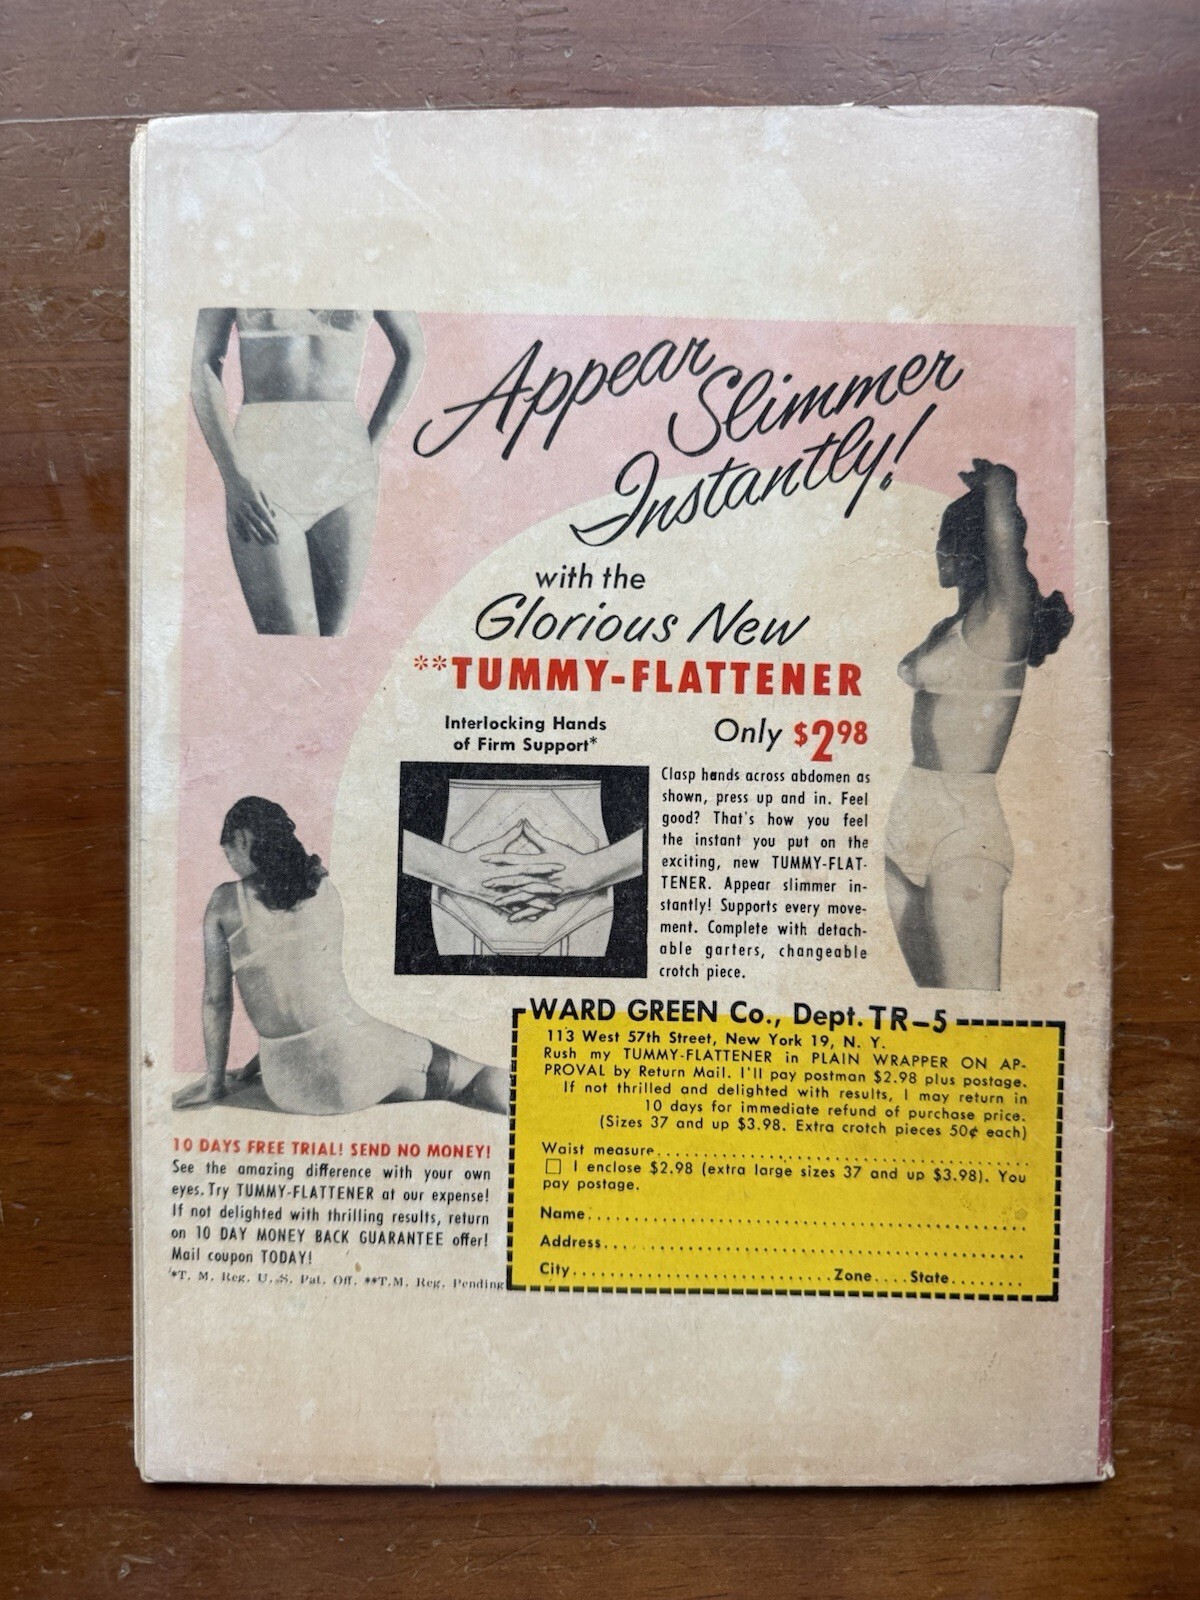 Appear Slimmer
Instantly!
with the
Glorious New
**TUMMY-FLATTENER
Interlocking Hands
of Firm Support*
Only $2.98
Clasp hands across abdomen as
shown, press up and in. Feel
good? That's how you feel
the instant you put on the
exciting, new TUMMY-FLAT-
TENER. Appear slimmer in-
stantly! Supports every move-
ment. Complete with detach-
able garters, changeable
crotch piece.
10 DAYS FREE TRIAL! SEND NO MONEY!
See the amazing difference with your own
eyes. Try TUMMY-FLATTENER at our expense!
If not delighted with thrilling results, return
on 10 DAY MONEY BACK GUARANTEE offer!
Mail coupon TODAY!
*T. M. Reg. U. S. Pat. Off. **T.M. Reg. Pending
WARD GREEN Co., Dept. TR-5
113 West 57th Street, New York 19, N. Y.
Rush my TUMMY-FLATTENER in PLAIN WRAPPER ON AP-
PROVAL by Return Mail. I'll pay postman $2.98 plus postage.
If not thrilled and delighted with results, I may return in
10 days for immediate refund of purchase price.
(Sizes 37 and up $3.98. Extra crotch pieces 50¢ each)
Waist measure
☐ I enclose $2.98 (extra large sizes 37 and up $3.98). You
pay postage.
Name
Address
City Zone State